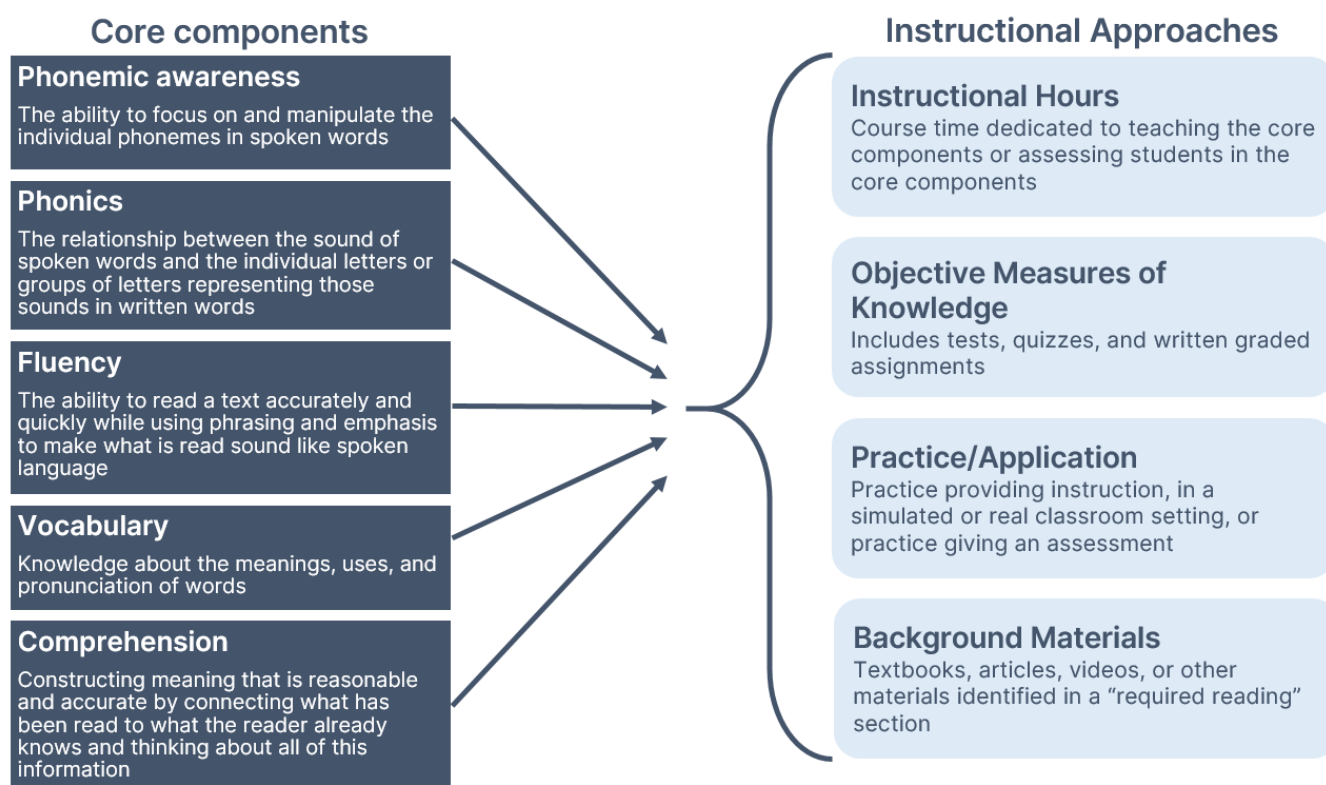 Core components
Phonemic awareness
The ability to focus on and manipulate the
individual phonemes in spoken words
Phonics
The relationship between the sound of
spoken words and the individual letters or
groups of letters representing those
sounds in written words
Fluency
The ability to read a text accurately and
quickly while using phrasing and emphasis
to make what is read sound like spoken
language
Vocabulary
Knowledge about the meanings, uses, and
pronunciation of words
Comprehension
Constructing meaning that is reasonable
and accurate by connecting what has
been read to what the reader already
knows and thinking about all of this
information
Instructional Approaches
Instructional Hours
Course time dedicated to teaching the core
components or assessing students in the
core components
Objective Measures of
Knowledge
Includes tests, quizzes, and written graded
assignments
Practice/Application
Practice providing instruction, in a
simulated or real classroom setting, or
practice giving an assessment
Background Materials
Textbooks, articles, videos, or other
materials identified in a “required reading”
section